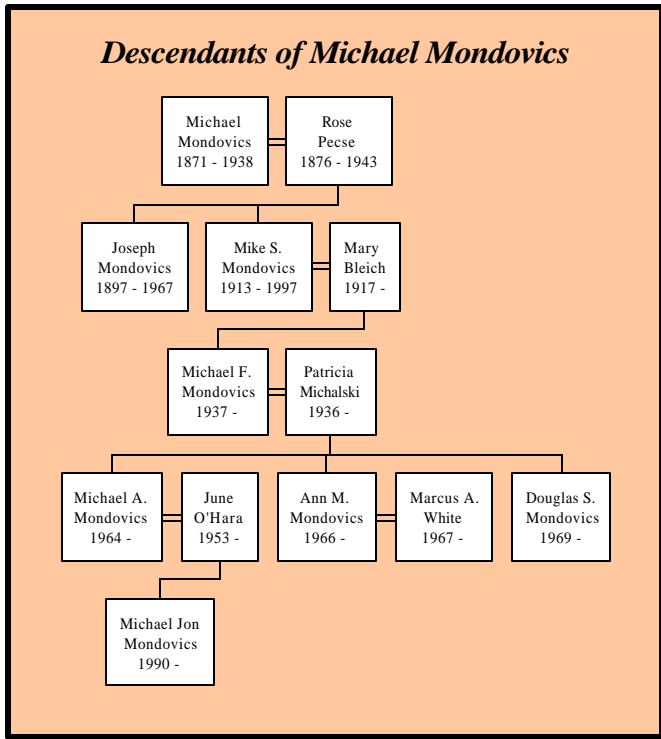 Descendants of Michael Mondovics
Michael
Mondovics
1871 - 1938
Rose
Pecse
1876 - 1943
Joseph
Mondovics
1897 - 1967
Mike S.
Mondovics
1913 - 1997
Mary
Bleich
1917 -
Michael F.
Mondovics
1937 -
Patricia
Michalski
1936 -
Michael A.
Mondovics
1964 -
June
O'Hara
1953 -
Ann M.
Mondovics
1966 -
Marcus A.
White
1967 -
Douglas S.
Mondovics
1969 -
Michael Jon
Mondovics
1990 -